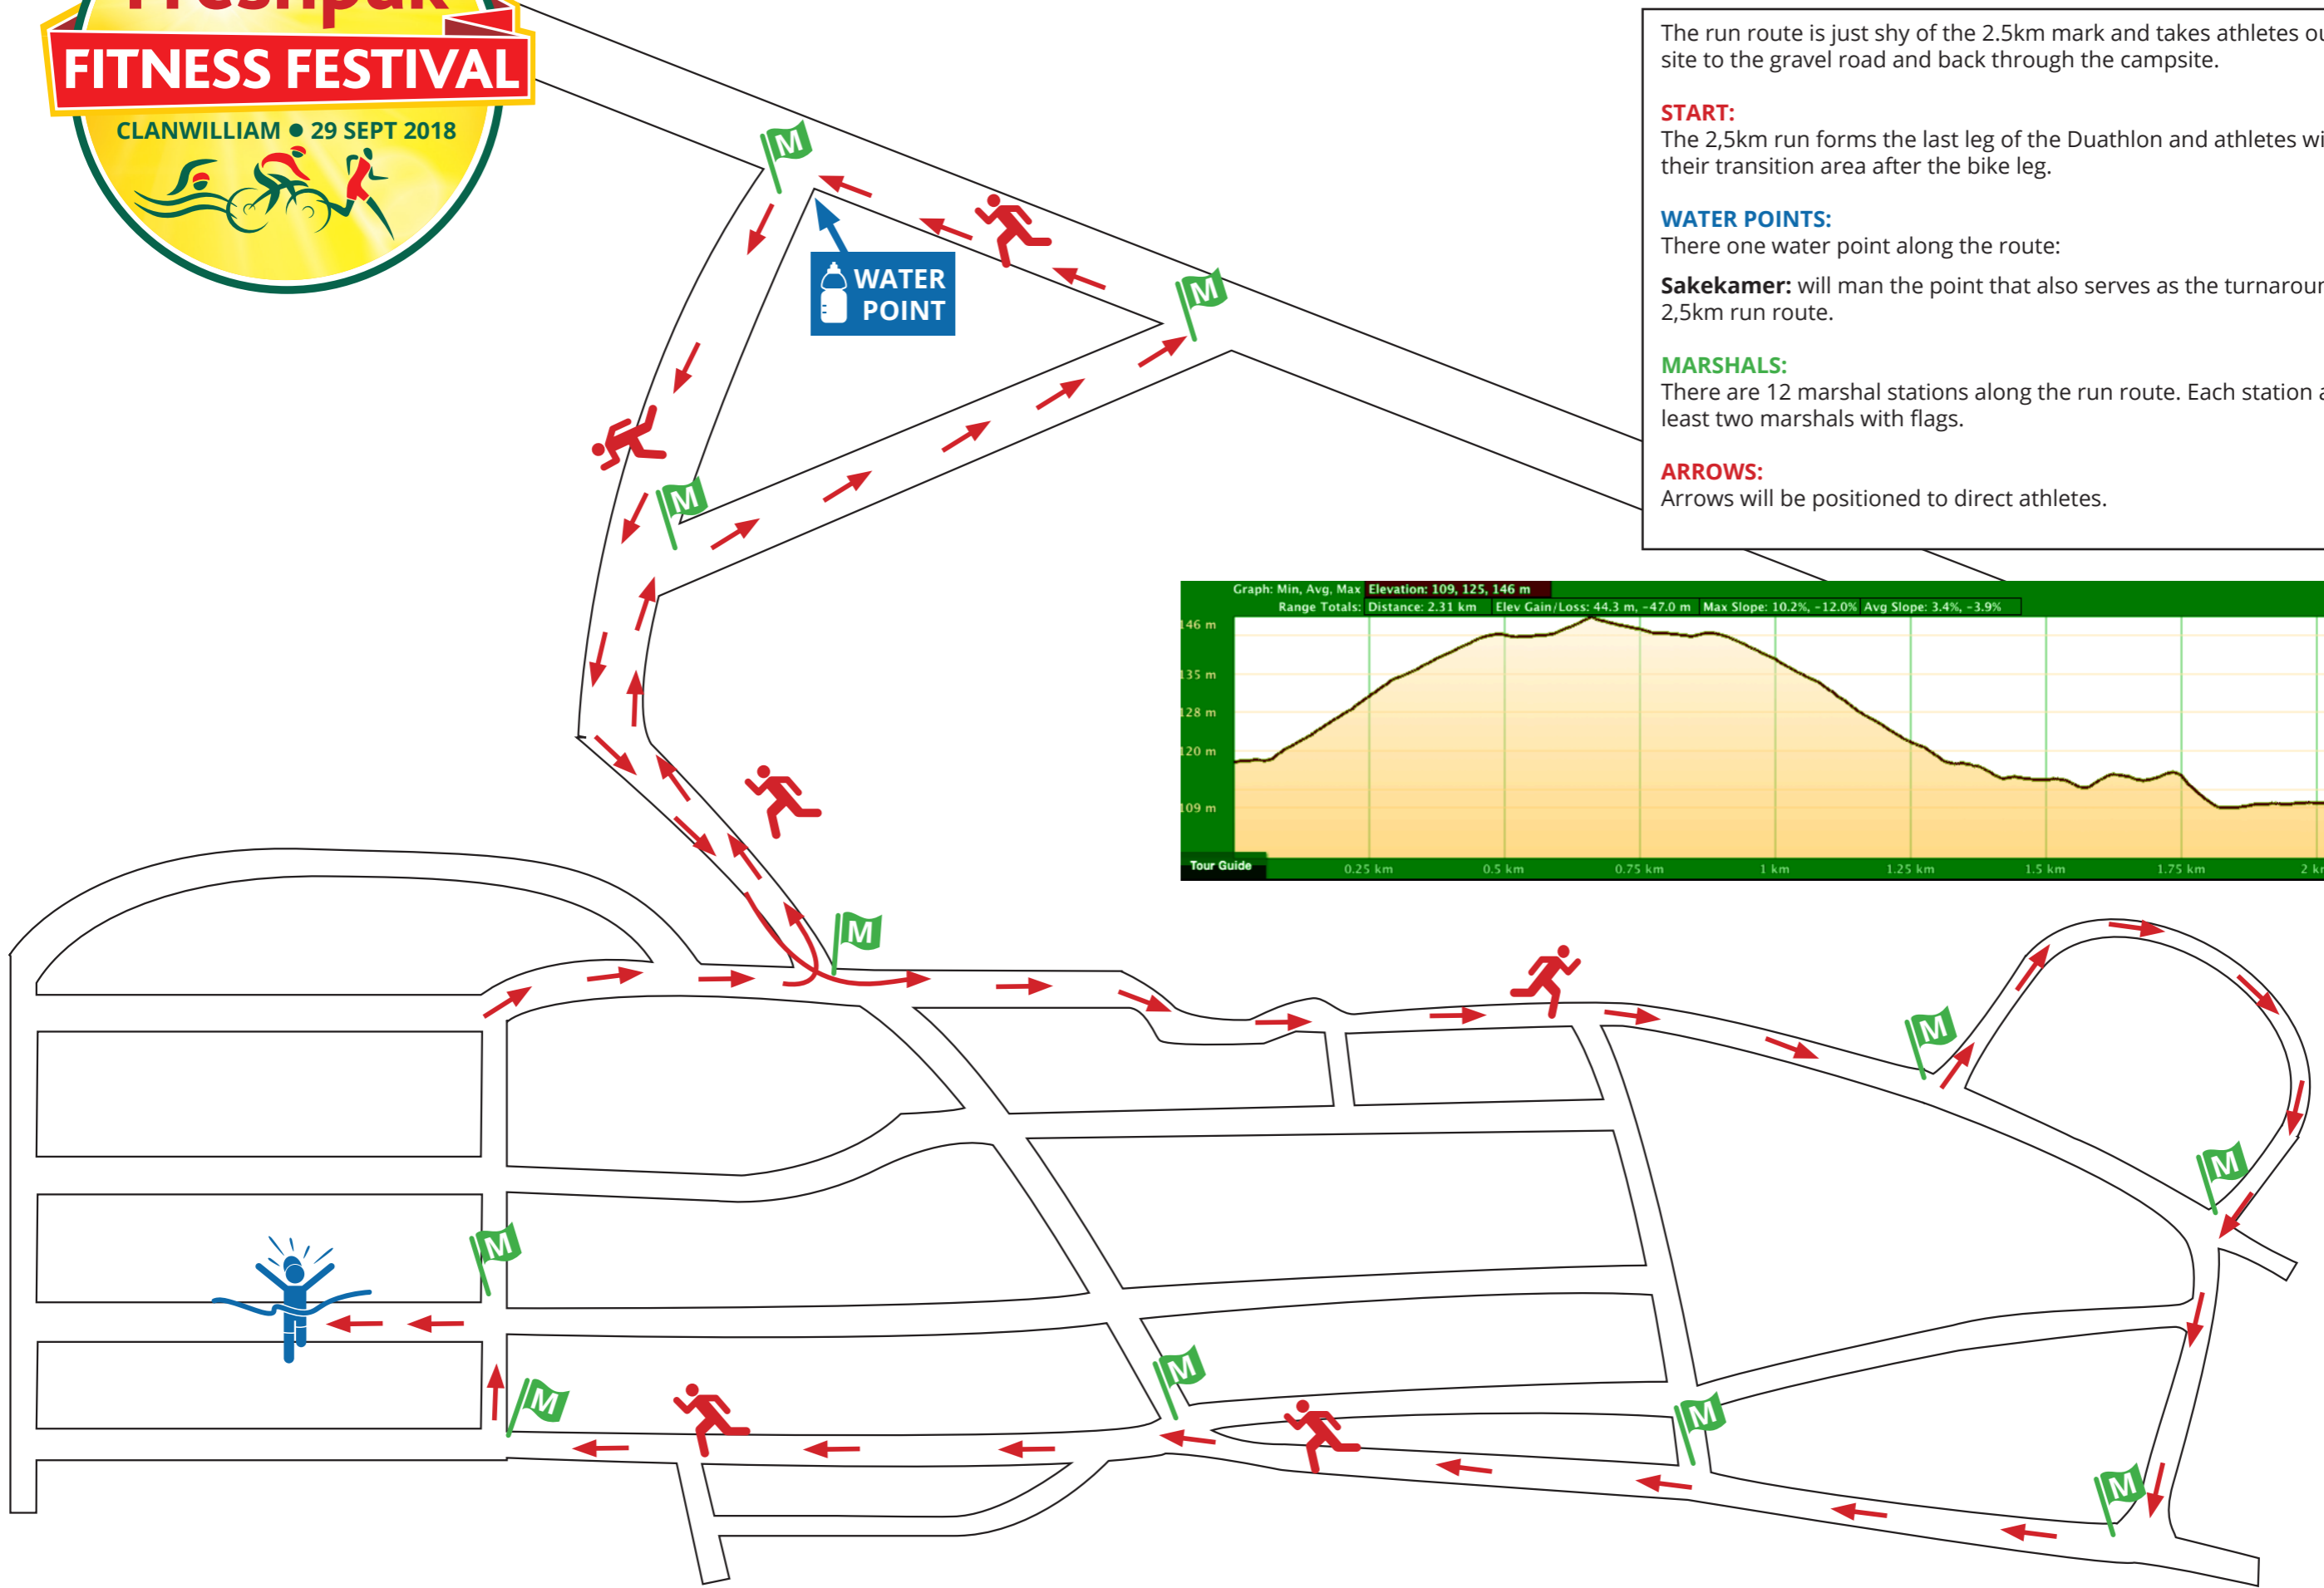 Freshpak
FITNESS FESTIVAL
CLANWILLIAM ● 29 SEPT 2018
The run route is just shy of the 2.5km mark and takes athletes
site to the gravel road and back through the campsite.
START:
The 2,5km run forms the last leg of the Duathlon and athletes
their transition area after the bike leg.
WATER POINTS:
There one water point along the route:
Sakekamer: will man the point that also serves as the
2,5km run route.
MARSHALS:
There are 12 marshal stations along the run route. Each station
least two marshals with flags.
ARROWS:
Arrows will be positioned to direct athletes.
M
M
WATER
POINT
M
Graph: Min, Avg, Max Elevation: 109, 125, 146 m
Range Totals: Distance: 2.31 km Elev Gain/Loss: 44.3 m, -47.0 m Max Slope: 10.2%, -12.0% Avg Slope: 3.4%, -3.9%
146 m
135 m
128 m
120 m
109 m
Tour Guide 0.25 km 0.5 km 0.75 km 1 km 1.25 km 1.5 km 1.75 km
M
M
M
M
M
M
M
M